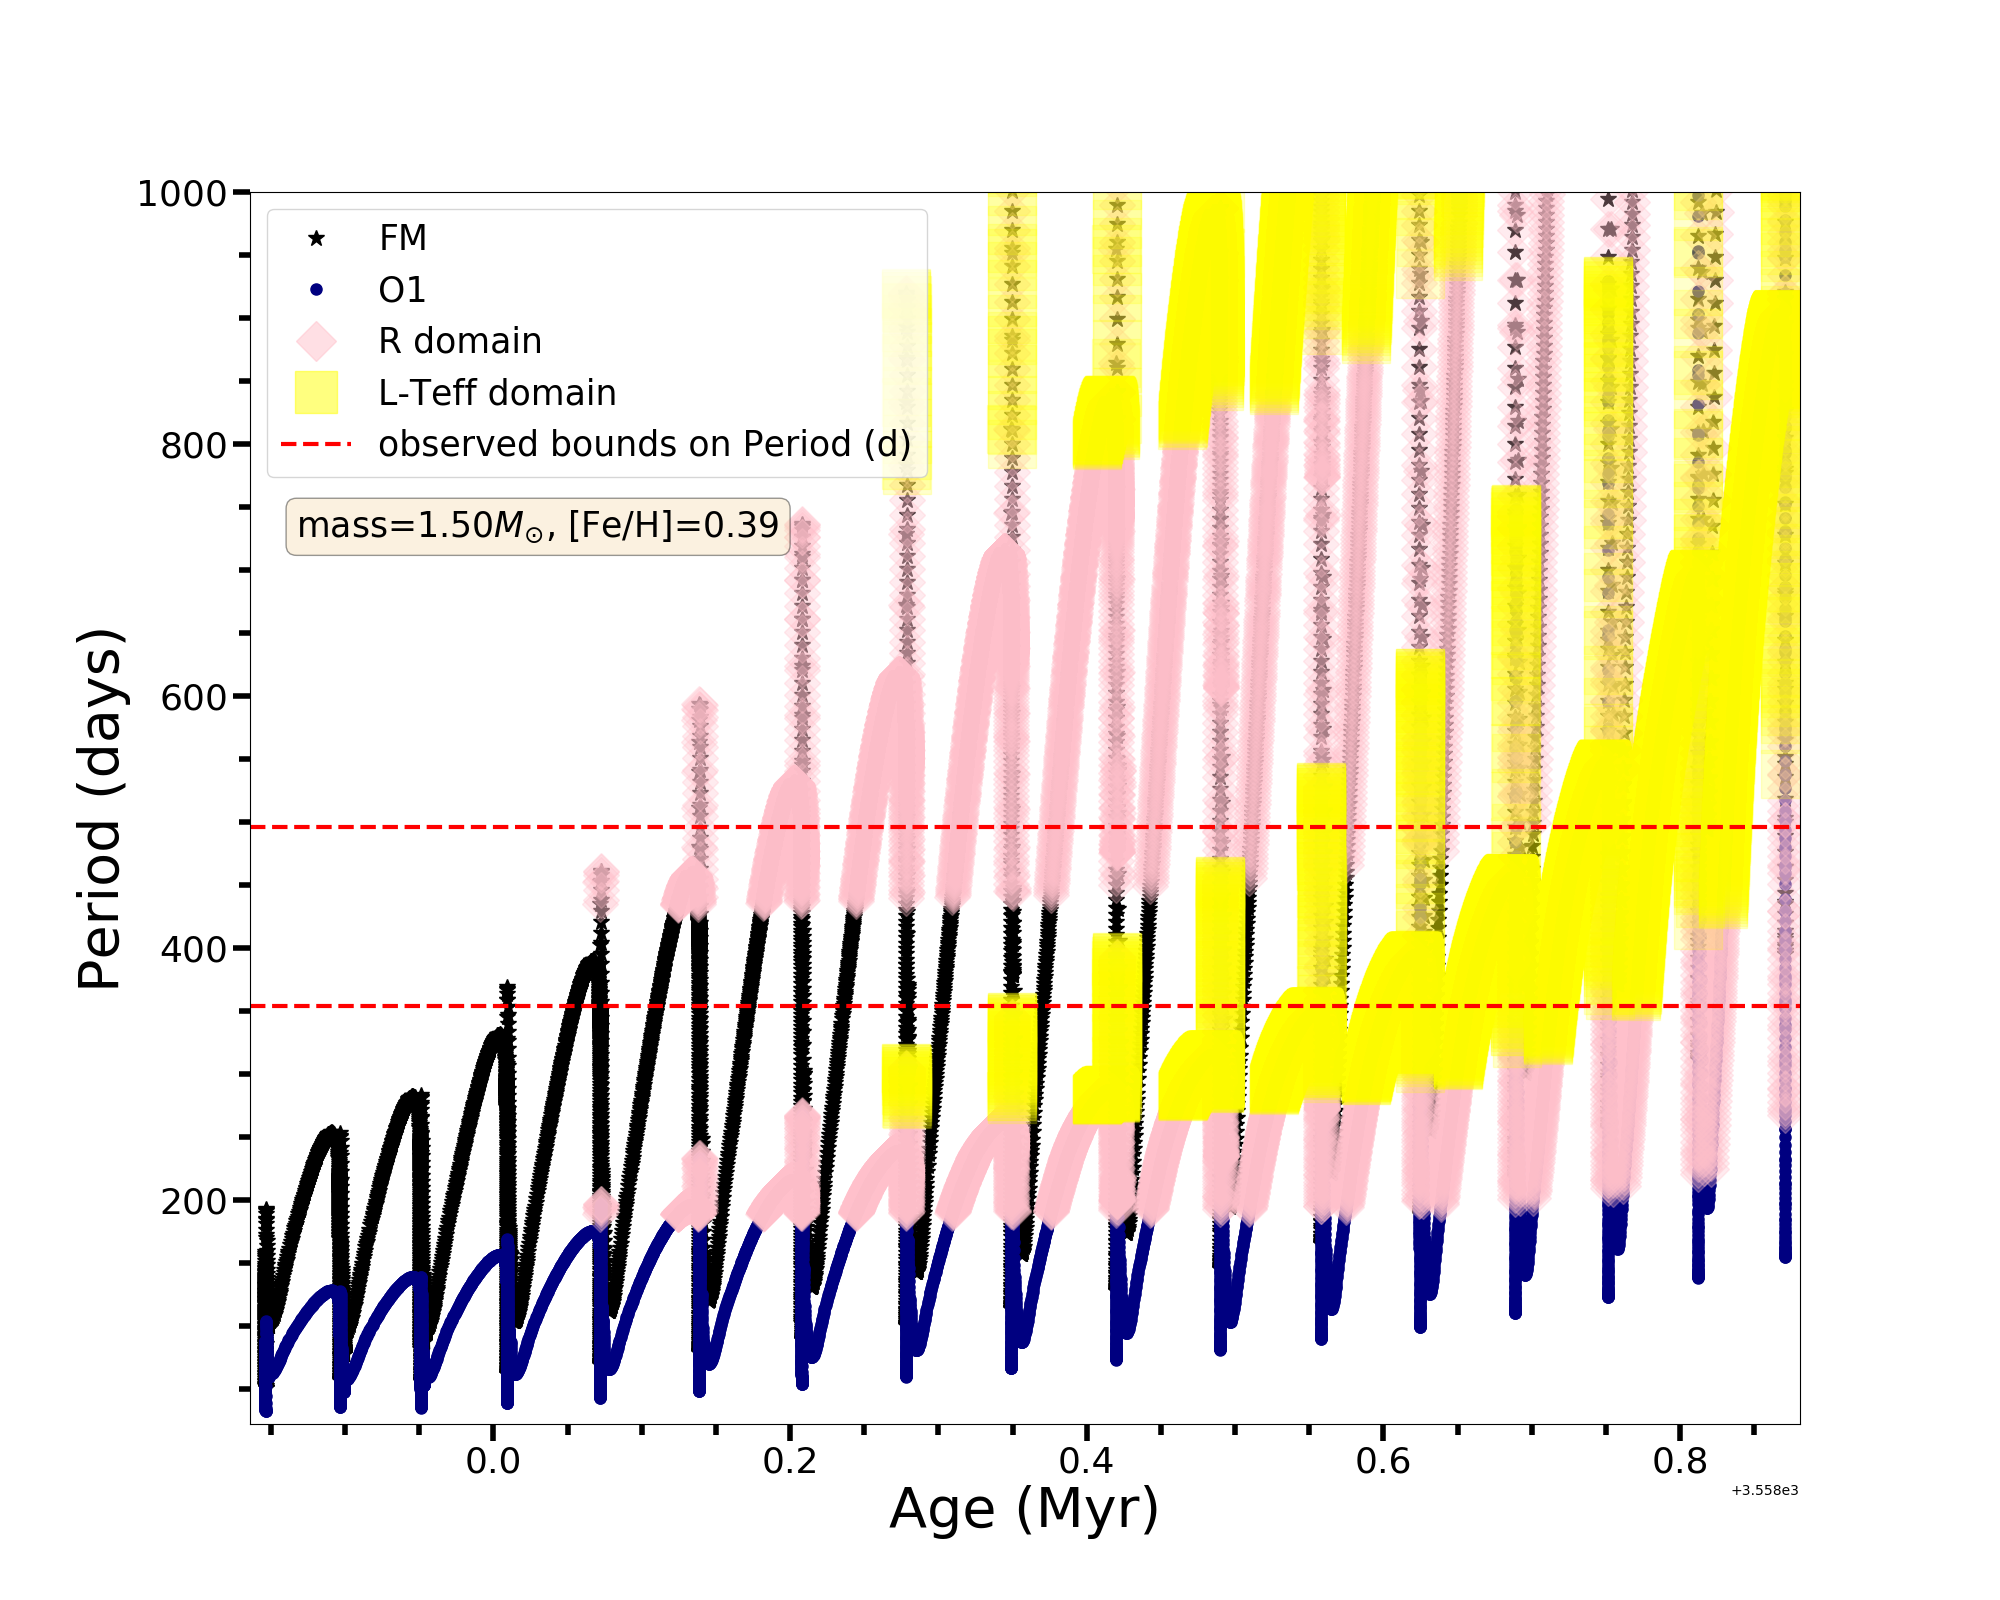 1000
800
600
400
200
Period (days)
FM
O1
R domain
L-Teff domain
observed bounds on Period (d)
mass=1.50M⊙, [Fe/H]=0.39
0.0 0.2 0.4 0.6 0.8
+3.558e3
Age (Myr)